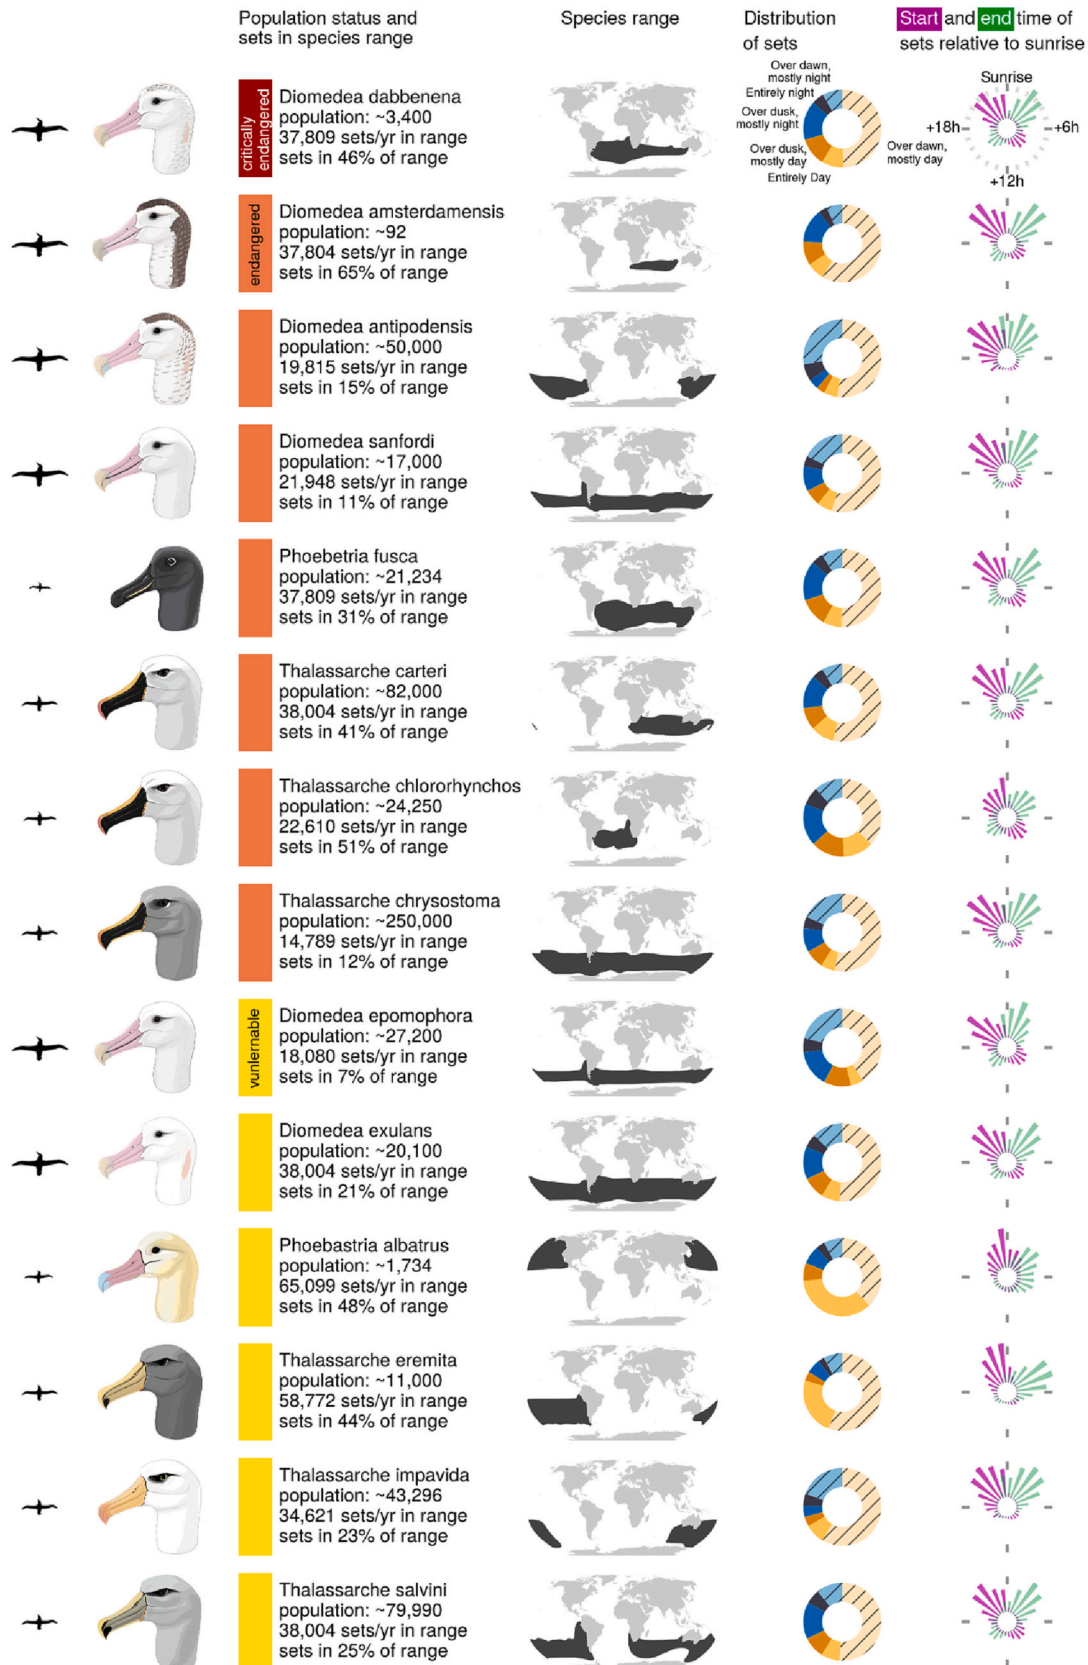 Population status and
sets in species range
Species range
Distribution
of sets
Start and end time of
sets relative to sunrise
critically
endangered
Diomedea dabbenena
population: ~3,400
37,809 sets/yr in range
sets in 46% of range
Over dawn,
mostly night
Entirely night
Over dusk,
mostly night
Over dusk,
mostly day
Entirely Day
Over dawn,
mostly day
Sunrise
+18h
+6h
+12h
endangered
Diomedea amsterdamensis
population: ~92
37,804 sets/yr in range
sets in 65% of range
Diomedea antipodensis
population: ~50,000
19,815 sets/yr in range
sets in 15% of range
Diomedea sanfordi
population: ~17,000
21,948 sets/yr in range
sets in 11% of range
Phoebetria fusca
population: ~21,234
37,809 sets/yr in range
sets in 31% of range
Thalassarche carteri
population: ~82,000
38,004 sets/yr in range
sets in 41% of range
Thalassarche chlororhynchos
population: ~24,250
22,610 sets/yr in range
sets in 51% of range
Thalassarche chrysostoma
population: ~250,000
14,789 sets/yr in range
sets in 12% of range
vunlernable
Diomedea epomophora
population: ~27,200
18,080 sets/yr in range
sets in 7% of range
Diomedea exulans
population: ~20,100
38,004 sets/yr in range
sets in 21% of range
Phoebastria albatrus
population: ~1,734
65,099 sets/yr in range
sets in 48% of range
Thalassarche eremita
population: ~11,000
58,772 sets/yr in range
sets in 44% of range
Thalassarche impavida
population: ~43,296
34,621 sets/yr in range
sets in 23% of range
Thalassarche salvini
population: ~79,990
38,004 sets/yr in range
sets in 25% of range